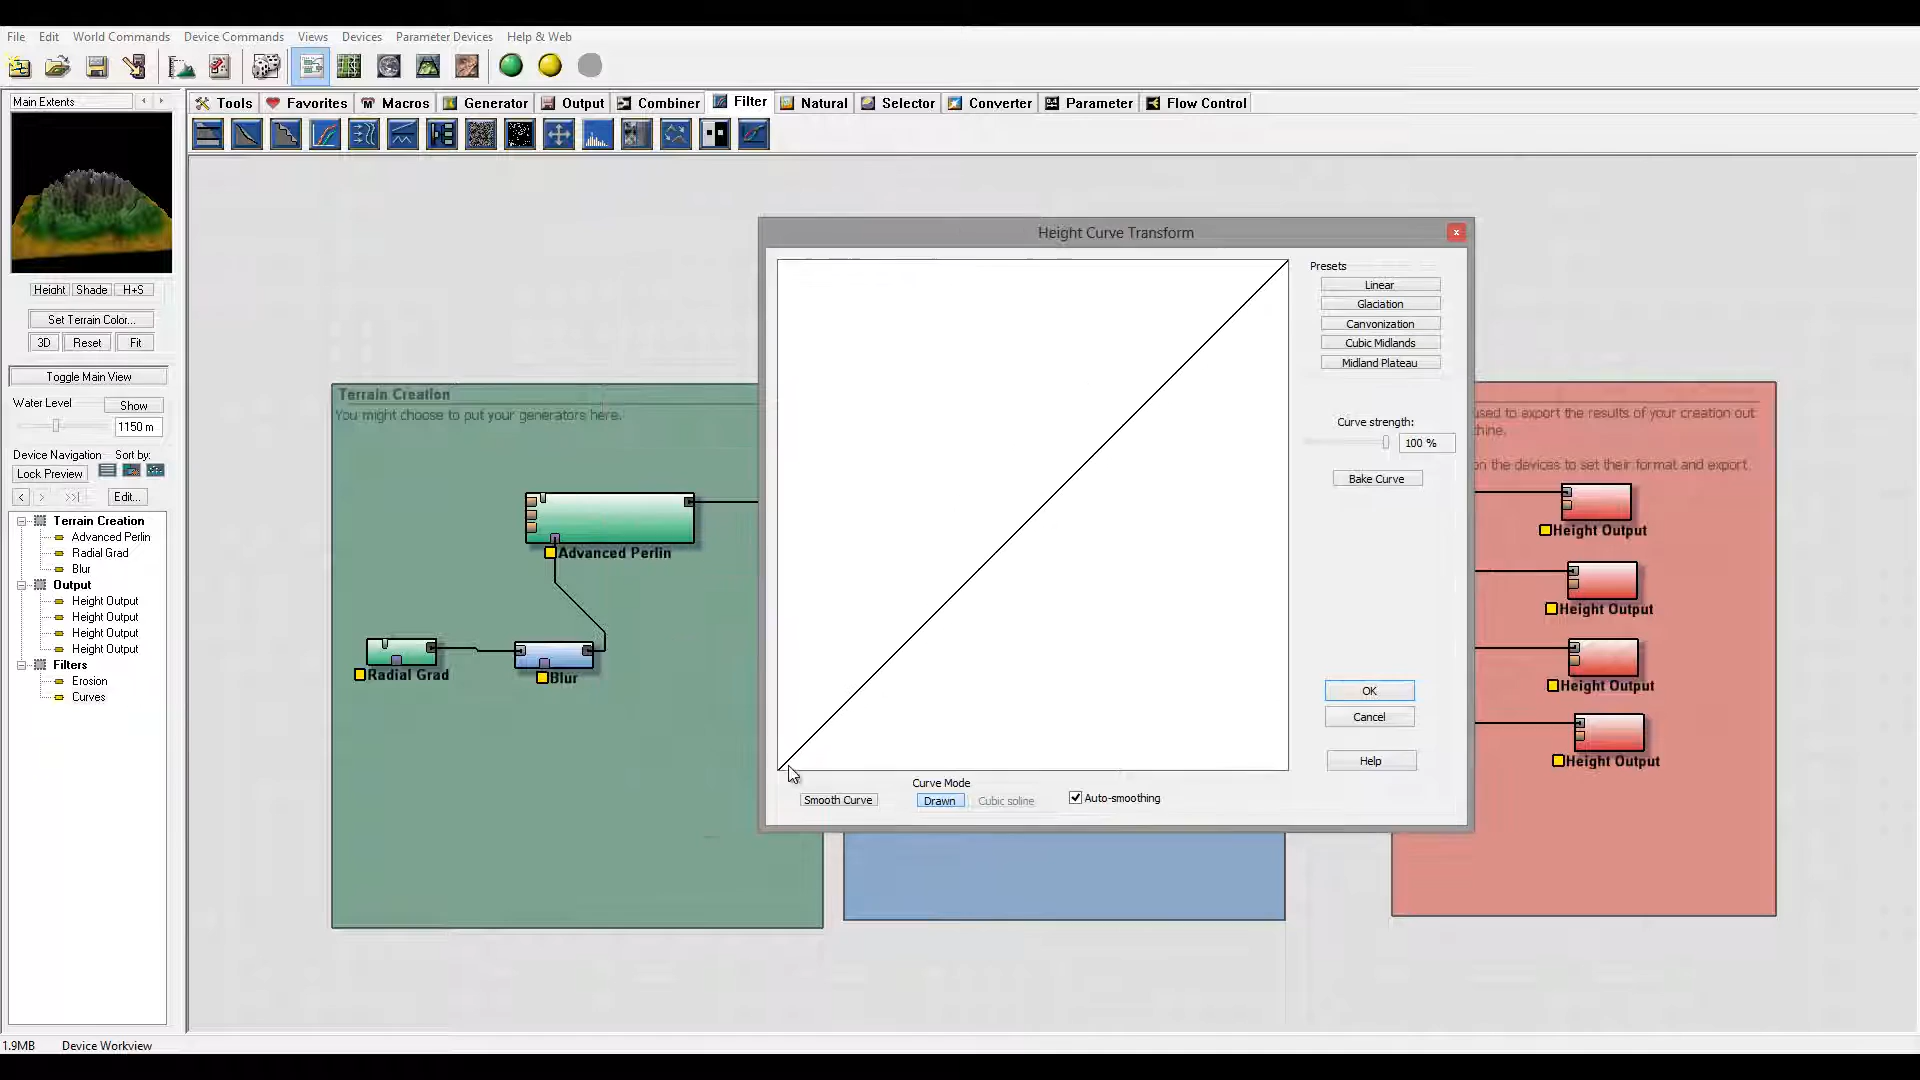 File Edit World Commands Device Commands Views Devices Parameter Devices Help & Web
Main Extents
Tools Favorites Macros Generator Output Combiner Filter Natural Selector Converter Parameter Flow Control
Height Shade H+S
Set Terrain Color...
3D Reset Fit
Toggle Main View
Water Level Show
1150 m
Device Navigation Sort by:
Lock Preview
< > >>| Edit...
Terrain Creation
Advanced Perlin
Radial Grad
Blur
Output
Height Output
Height Output
Height Output
Height Output
Filters
Erosion
Curves
Terrain Creation
You might choose to put your generators here.
Advanced Perlin
Radial Grad
Blur
Height Curve Transform
x
Presets
Linear
Glaciation
Canyonization
Cubic Midlands
Midland Plateau
Curve strength:
100 %
Bake Curve
OK
Cancel
Help
Smooth Curve
Curve Mode
Drawn Cubic spline
Auto-smoothing
used to export the results of your creation out
hine.
on the devices to set their format and export
Height Output
Height Output
Height Output
Height Output
1.9MB Device Workview